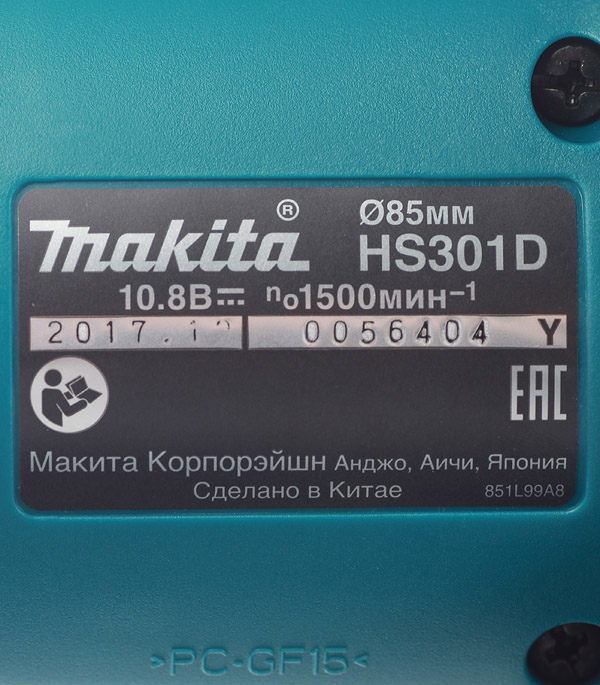 makita®
Ø85мм
HS301D
10.8В⎓ n₀1500мин⁻¹
0056404 Y
EAC
Макита Корпорэйшн Анджо, Аичи, Япония
Сделано в Китае 851L99A8
>PC-GF15<